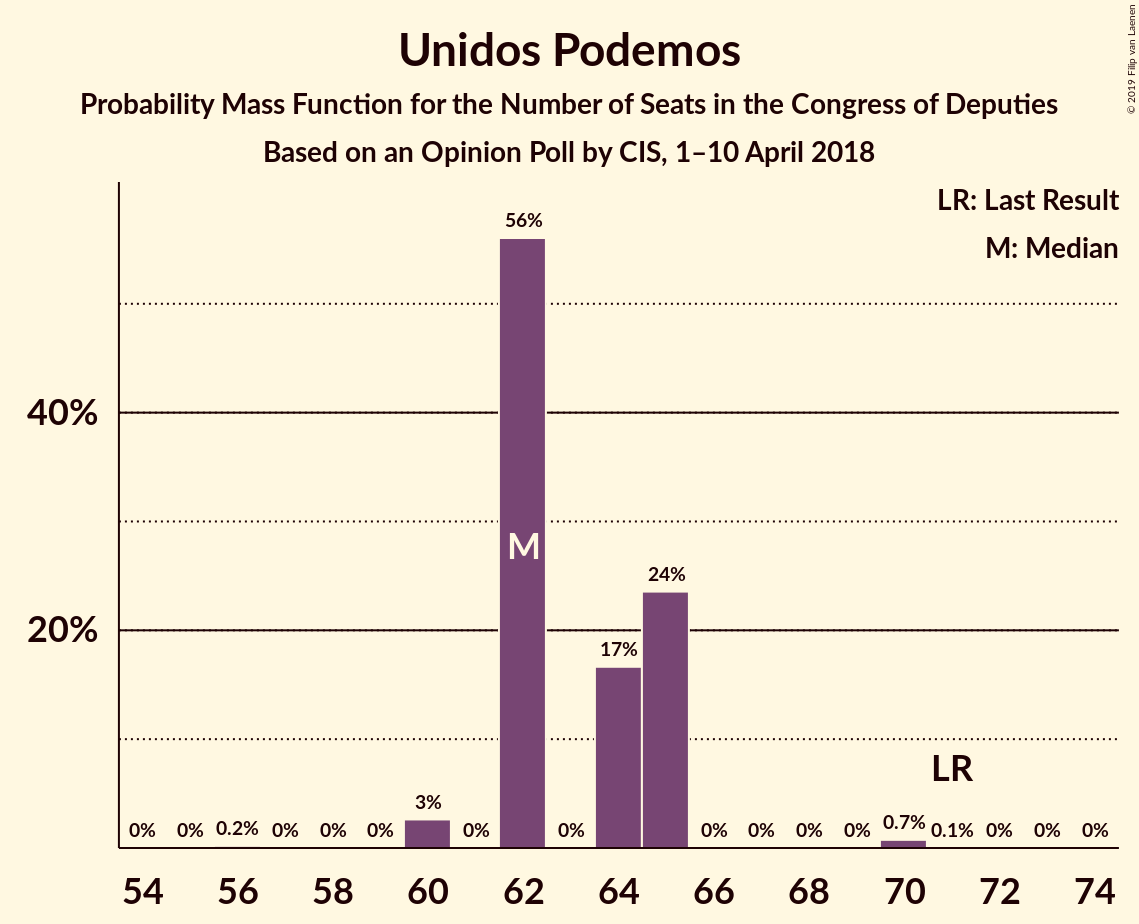 Unidos Podemos
Probability Mass Function for the Number of Seats in the Congress of Deputies
Based on an Opinion Poll by CIS, 1–10 April 2018
© 2019 Filip van Laenen
LR: Last Result
M: Median
56%
40%
M
24%
20%
17%
LR
3%
0% 0% 0.2% 0% 0% 0% 0% 0% 0% 0% 0% 0% 0.7% 0.1% 0% 0% 0%
54 56 58 60 62 64 66 68 70 72 74